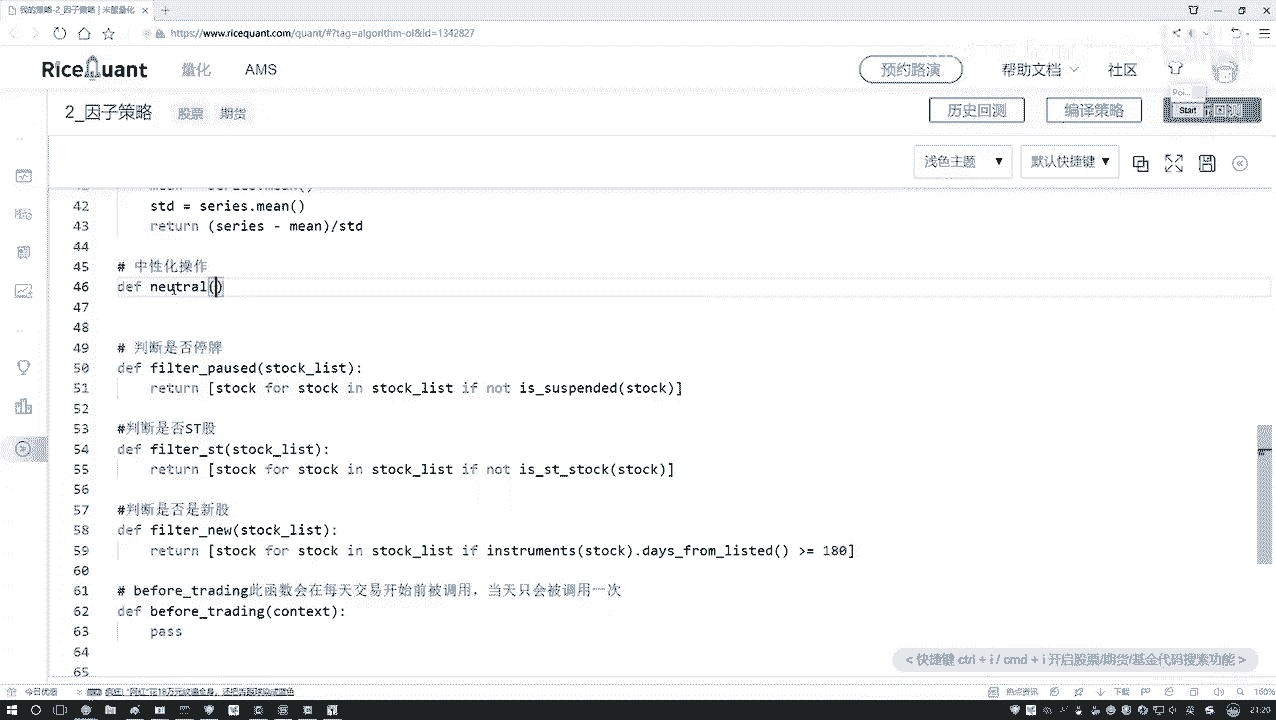 我的策略-2_因子策略 | 米筐量化
https://www.ricequant.com/quant/#?tag=algorithm-ol&id=1342827
RiceQuant 量化 AMS 预约路演 帮助文档 社区
2_因子策略 股票 期货 历史回测 编译策略
Start
浅色主题 默认快捷键
42 std = series.mean()
43 return (series - mean)/std
44
45 # 中性化操作
46 def neutral()
47
48
49 # 判断是否停牌
50 def filter_paused(stock_list):
51 return [stock for stock in stock_list if not is_suspended(stock)]
52
53 #判断是否ST股
54 def filter_st(stock_list):
55 return [stock for stock in stock_list if not is_st_stock(stock)]
56
57 #判断是否是新股
58 def filter_new(stock_list):
59 return [stock for stock in stock_list if instruments(stock).days_from_listed() >= 180]
60
61 # before_trading此函数会在每天交易开始前被调用，当天只会被调用一次
62 def before_trading(context):
63 pass
64
65
< 快捷键 ctrl + i / cmd + i 开启股票/期货/基金代码搜索功能 >
今日优惠 热点资讯 下载 160%
21:20